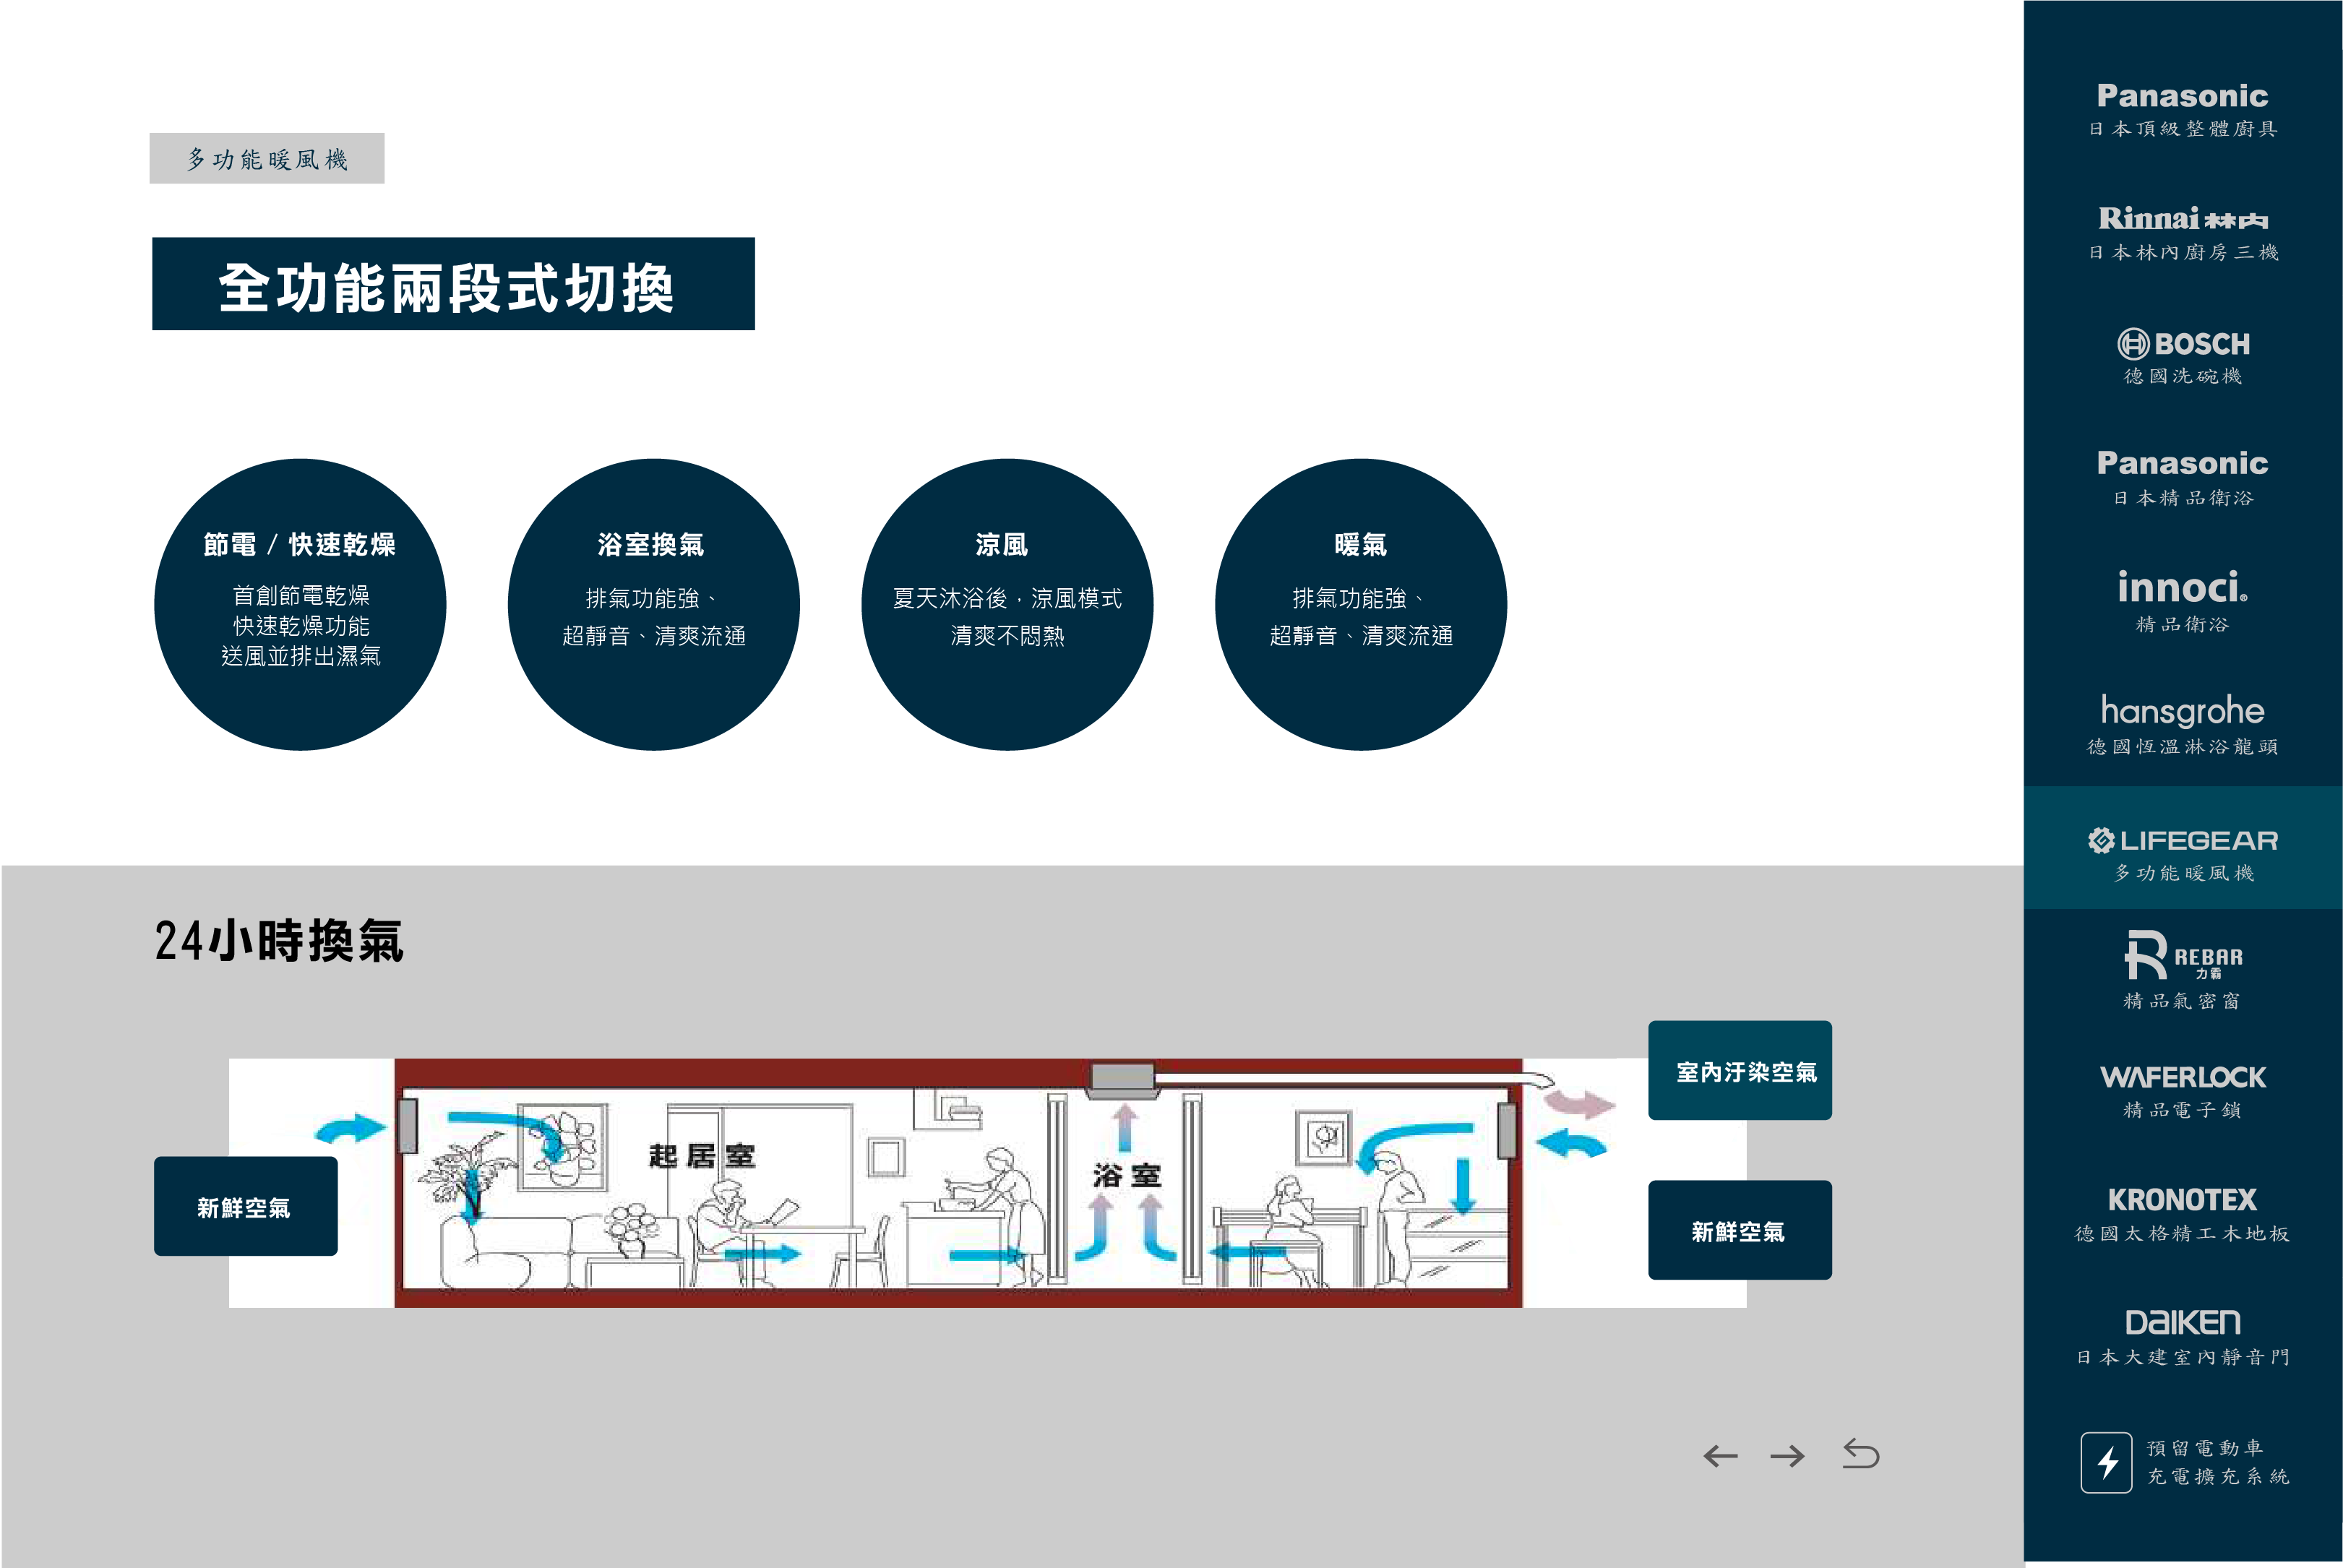 多功能暖風機
全功能兩段式切換
節電 / 快速乾燥
首創節電乾燥
快速乾燥功能
送風並排出濕氣
浴室換氣
排氣功能強、
超靜音、清爽流通
涼風
夏天沐浴後，涼風模式
清爽不悶熱
暖氣
排氣功能強、
超靜音、清爽流通
24小時換氣
新鮮空氣
起居室
浴室
室內汙染空氣
新鮮空氣
Panasonic
日本頂級整體廚具
Rinnai 林內
日本林內廚房三機
BOSCH
德國洗碗機
Panasonic
日本精品衛浴
innoci®
精品衛浴
hansgrohe
德國恆溫淋浴龍頭
LIFEGEAR
多功能暖風機
REBAR
力霸
精品氣密窗
WAFERLOCK
精品電子鎖
KRONOTEX
德國太格精工木地板
DAIKEN
日本大建室內靜音門
預留電動車
充電擴充系統